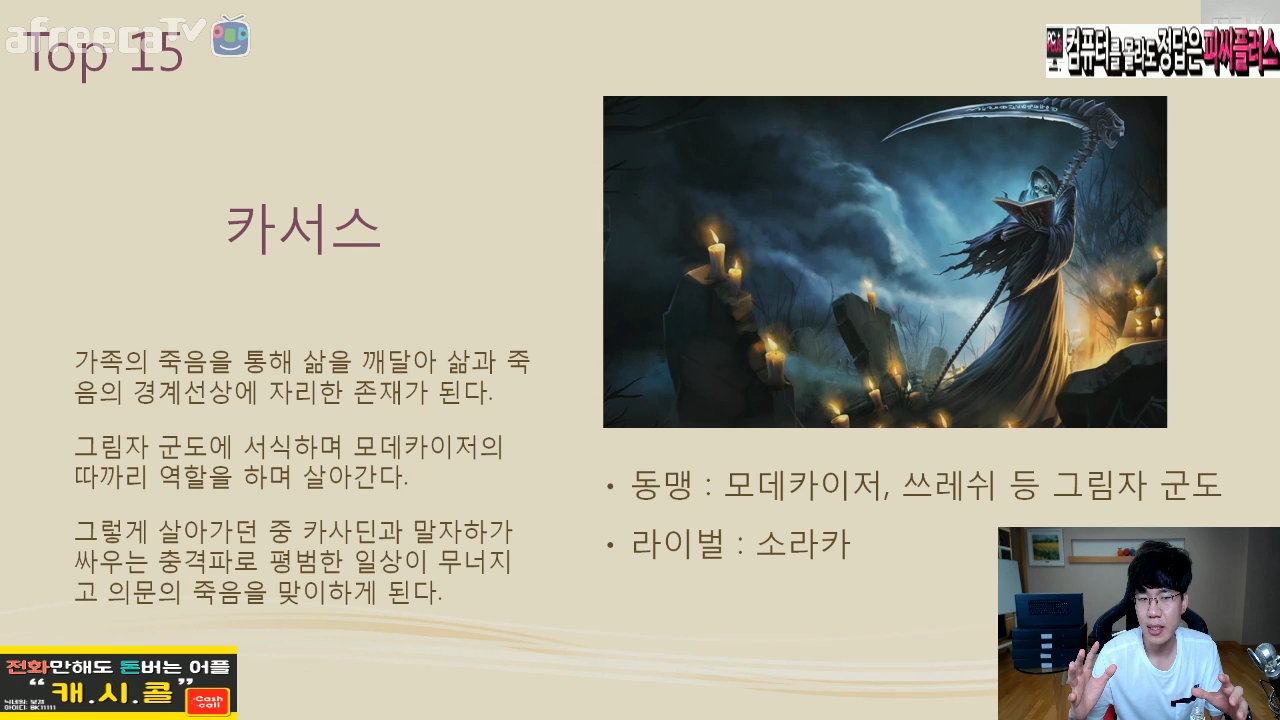 afreecaTV
Top 15
컴퓨터를 몰라도 정답은 피씨플러스
카서스
가족의 죽음을 통해 삶을 깨달아 삶과 죽
음의 경계선상에 자리한 존재가 된다.
그림자 군도에 서식하며 모데카이저의
따까리 역할을 하며 살아간다.
그렇게 살아가던 중 카사딘과 말자하가
싸우는 충격파로 평범한 일상이 무너지
고 의문의 죽음을 맞이하게 된다.
• 동맹 : 모데카이저, 쓰레쉬 등 그림자 군도
• 라이벌 : 소라카
전화만해도 돈버는 어플
“캐.시.콜”
Cash
call